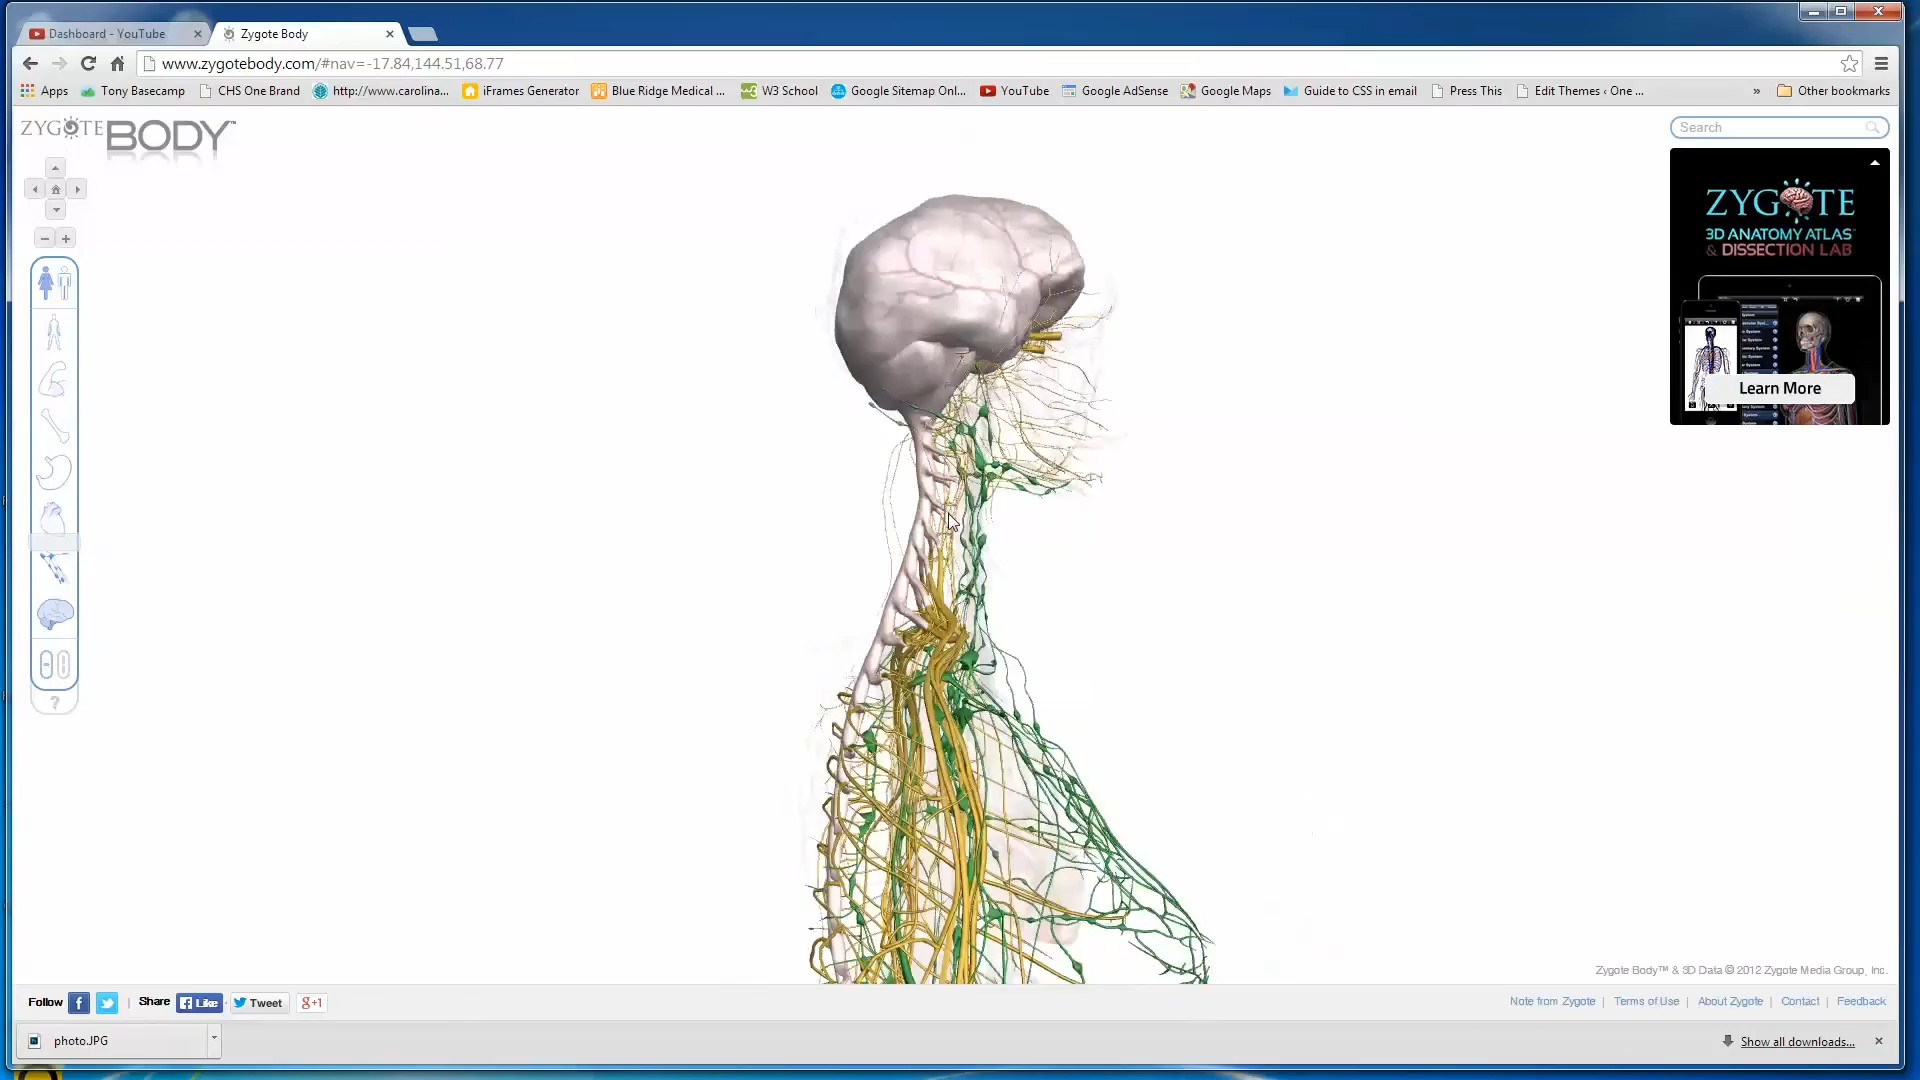 Dashboard - YouTube
Zygote Body
www.zygotebody.com/#nav=-17.84,144.51,68.77
Apps
Tony Basecamp
CHS One Brand
http://www.carolina...
iFrames Generator
Blue Ridge Medical ...
W3 School
Google Sitemap Onl...
YouTube
Google AdSense
Google Maps
Guide to CSS in email
Press This
Edit Themes ‹ One ...
»
Other bookmarks
ZYGOTE BODY™
Search
ZYGOTE
3D ANATOMY ATLAS™
& DISSECTION LAB
Learn More
?
Zygote Body™ & 3D Data © 2012 Zygote Media Group, Inc.
Follow
Share
Like
Tweet
g+1
Note from Zygote | Terms of Use | About Zygote | Contact | Feedback
photo.JPG
Show all downloads...